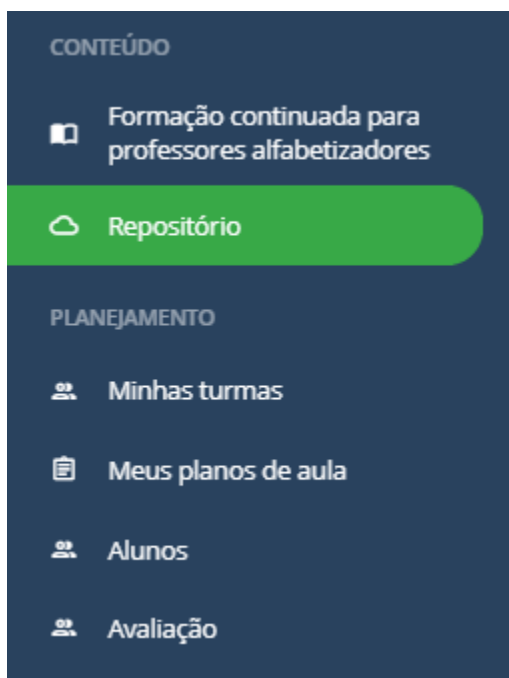 CONTEÚDO
Formação continuada para
professores alfabetizadores
Repositório
PLANEJAMENTO
Minhas turmas
Meus planos de aula
Alunos
Avaliação